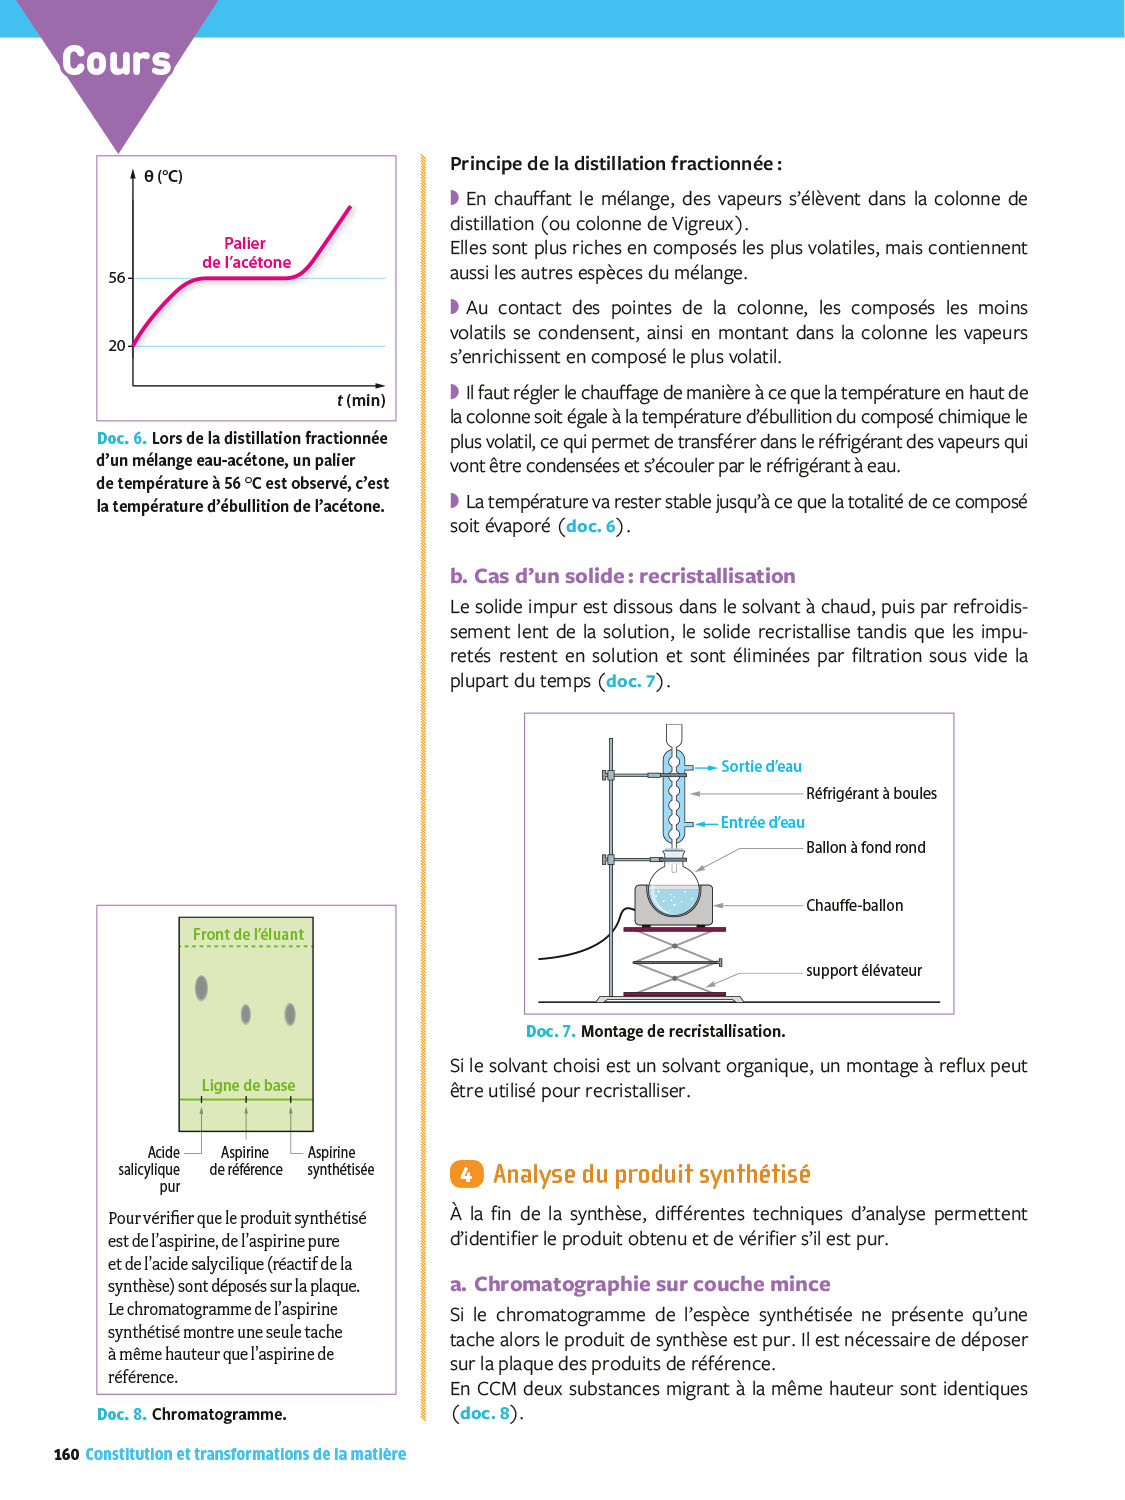 Cours
θ (°C)
Palier
de l'acétone
56
20
t (min)
Doc. 6. Lors de la distillation fractionnée
d'un mélange eau-acétone, un palier
de température à 56 °C est observé, c'est
la température d'ébullition de l'acétone.
Front de l'éluant
Ligne de base
Acide
salicylique
pur
Aspirine
de référence
Aspirine
synthétisée
Pour vérifier que le produit synthétisé
est de l'aspirine, de l'aspirine pure
et de l'acide salycilique (réactif de la
synthèse) sont déposés sur la plaque.
Le chromatogramme de l'aspirine
synthétisé montre une seule tache
à même hauteur que l'aspirine de
référence.
Doc. 8. Chromatogramme.
Principe de la distillation fractionnée :
En chauffant le mélange, des vapeurs s'élèvent dans la colonne de
distillation (ou colonne de Vigreux).
Elles sont plus riches en composés les plus volatiles, mais contiennent
aussi les autres espèces du mélange.
Au contact des pointes de la colonne, les composés les moins
volatils se condensent, ainsi en montant dans la colonne les vapeurs
s'enrichissent en composé le plus volatil.
Il faut régler le chauffage de manière à ce que la température en haut de
la colonne soit égale à la température d'ébullition du composé chimique le
plus volatil, ce qui permet de transférer dans le réfrigérant des vapeurs qui
vont être condensées et s'écouler par le réfrigérant à eau.
La température va rester stable jusqu'à ce que la totalité de ce composé
soit évaporé (doc. 6).
b. Cas d'un solide : recristallisation
Le solide impur est dissous dans le solvant à chaud, puis par refroidis-
sement lent de la solution, le solide recristallise tandis que les impu-
retés restent en solution et sont éliminées par filtration sous vide la
plupart du temps (doc. 7).
Sortie d'eau
Réfrigérant à boules
Entrée d'eau
Ballon à fond rond
Chauffe-ballon
support élévateur
Doc. 7. Montage de recristallisation.
Si le solvant choisi est un solvant organique, un montage à reflux peut
être utilisé pour recristalliser.
4 Analyse du produit synthétisé
À la fin de la synthèse, différentes techniques d'analyse permettent
d'identifier le produit obtenu et de vérifier s'il est pur.
a. Chromatographie sur couche mince
Si le chromatogramme de l'espèce synthétisée ne présente qu'une
tache alors le produit de synthèse est pur. Il est nécessaire de déposer
sur la plaque des produits de référence.
En CCM deux substances migrant à la même hauteur sont identiques
(doc. 8).
160 Constitution et transformations de la matière